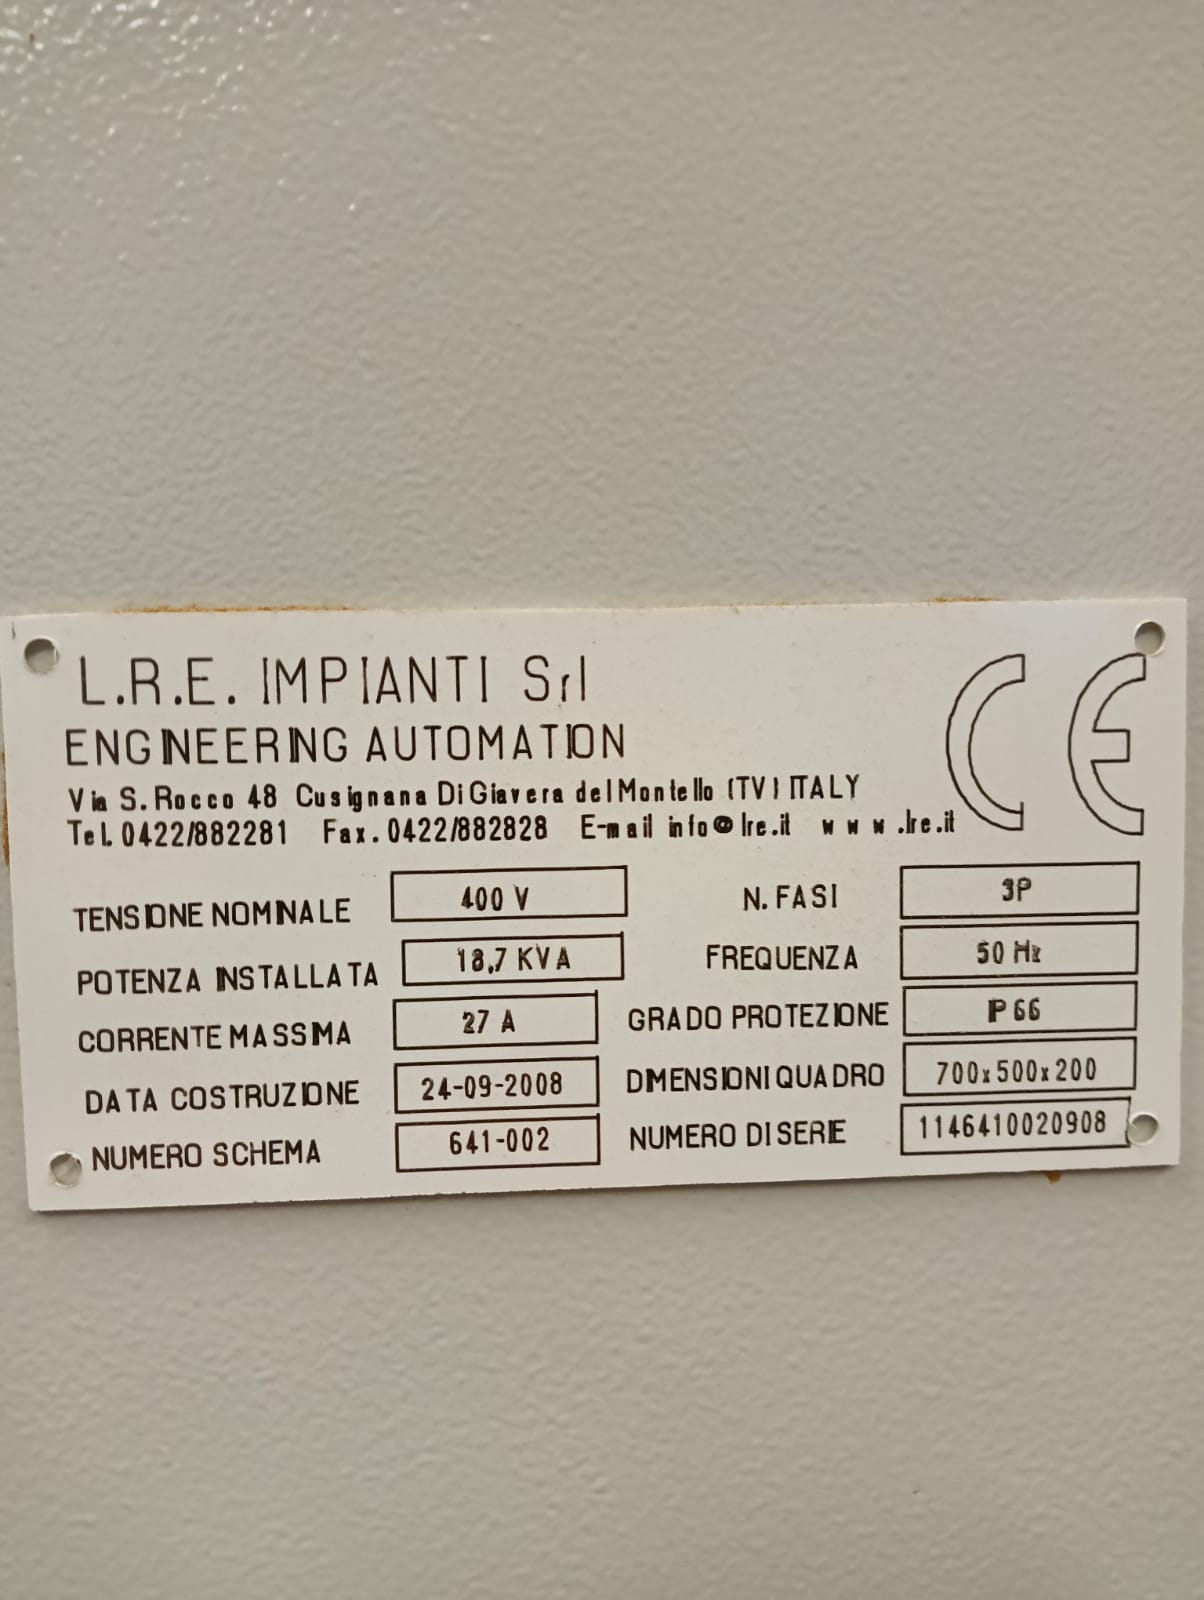 L.R.E. IMPIANTI Srl
ENGINEERING AUTOMATION
Via S. Rocco 48 Cusignana Di Giavera del Montello (TV) ITALY
Tel. 0422/882281 Fax. 0422/882828 E-mail info@lre.it www.lre.it
CE
TENSIONE NOMINALE 400 V N. FASI 3P
POTENZA INSTALLATA 18,7 KVA FREQUENZA 50 Hz
CORRENTE MASSIMA 27 A GRADO PROTEZIONE IP 66
DATA COSTRUZIONE 24-09-2008 DIMENSIONI QUADRO 700x500x200
NUMERO SCHEMA 641-002 NUMERO DI SERIE 1146410020908